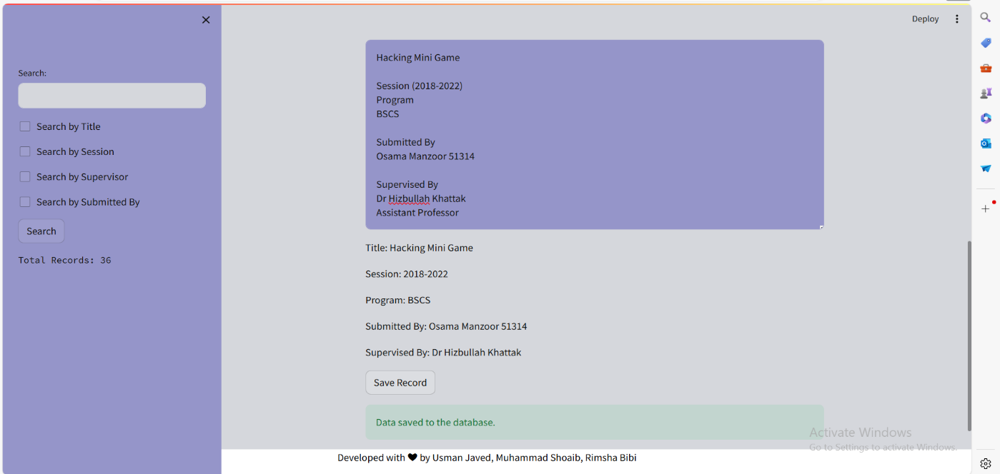 Deploy
Search:
Search by Title
Search by Session
Search by Supervisor
Search by Submitted By
Search
Total Records: 36
Hacking Mini Game
Session (2018-2022)
Program
BSCS
Submitted By
Osama Manzoor 51314
Supervised By
Dr Hizbullah Khattak
Assistant Professor
Title: Hacking Mini Game
Session: 2018-2022
Program: BSCS
Submitted By: Osama Manzoor 51314
Supervised By: Dr Hizbullah Khattak
Save Record
Data saved to the database.
Activate Windows
Go to Settings to activate Windows.
Developed with ❤ by Usman Javed, Muhammad Shoaib, Rimsha Bibi